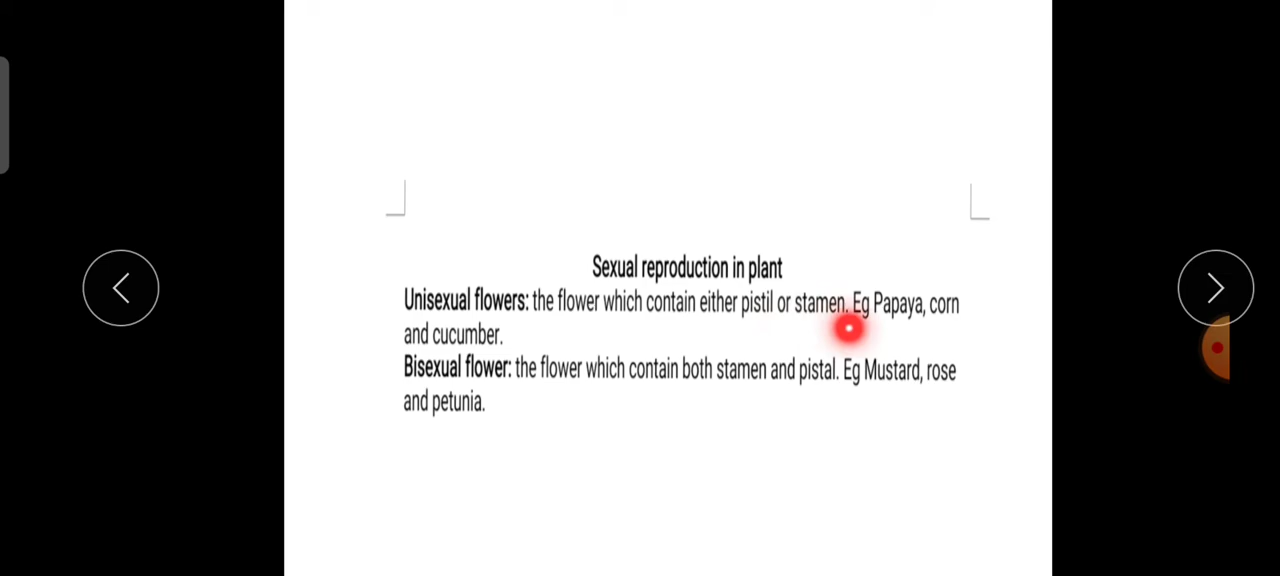 Sexual reproduction in plant
Unisexual flowers: the flower which contain either pistil or stamen. Eg Papaya, corn
and cucumber.
Bisexual flower: the flower which contain both stamen and pistal. Eg Mustard, rose
and petunia.